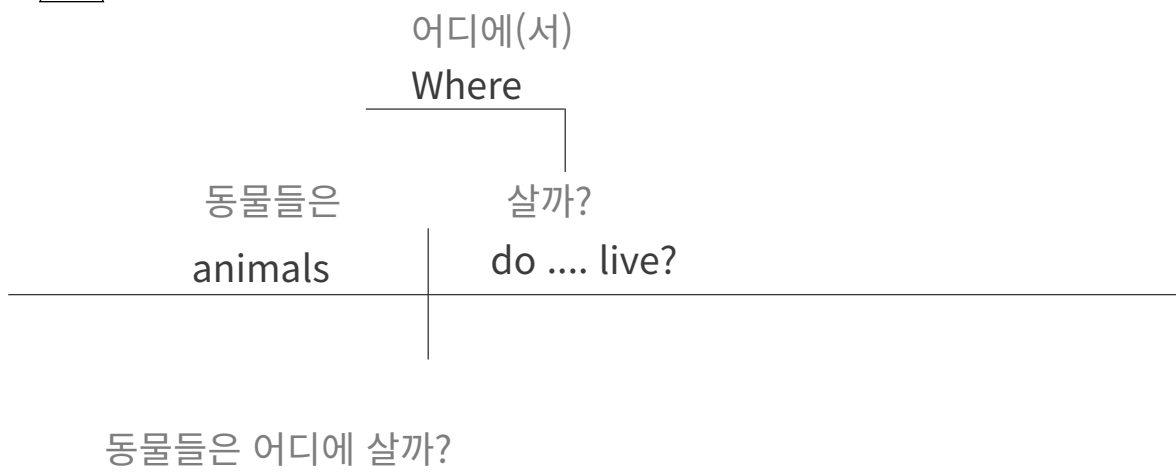 어디에(서)
Where
동물들은 살까?
animals do .... live?
동물들은 어디에 살까?